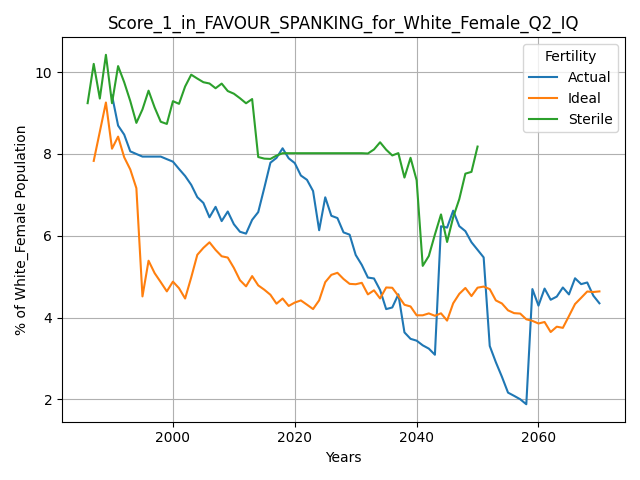 Score_1_in_FAVOUR_SPANKING_for_White_Female_Q2_IQ
Fertility
Actual
Ideal
Sterile
% of White_Female Population
10
8
6
4
2
2000 2020 2040 2060
Years